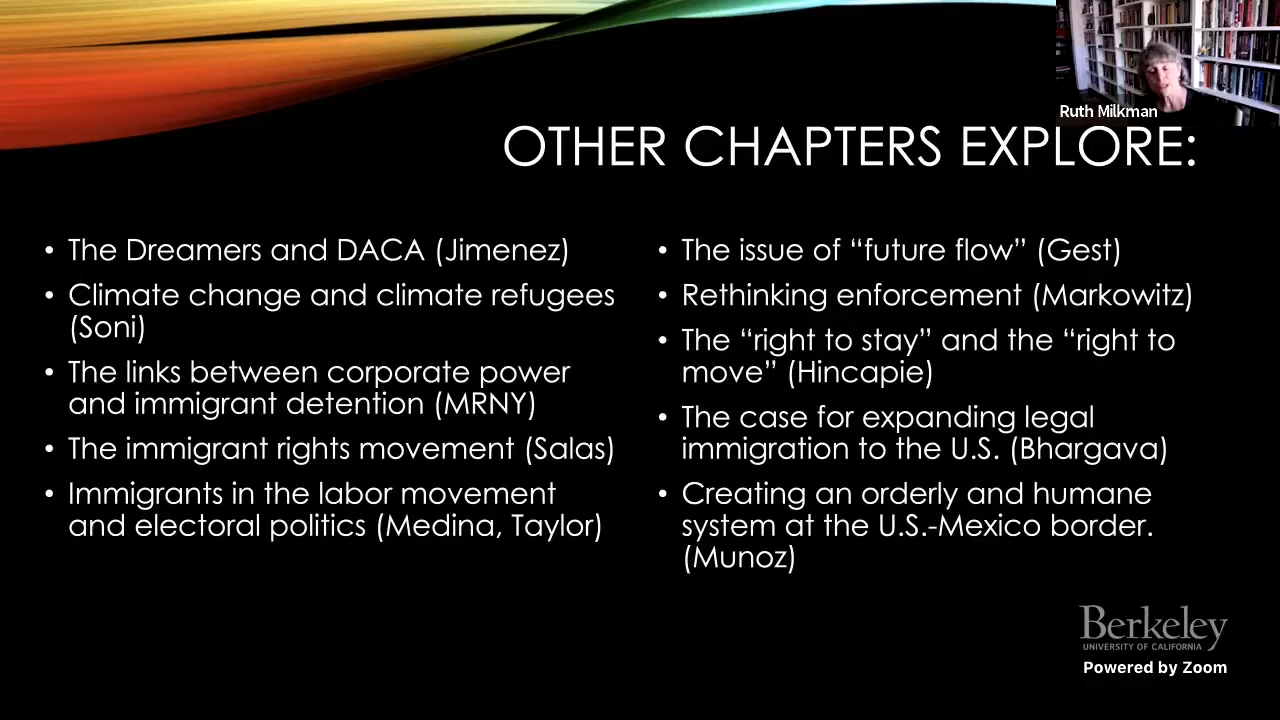 Ruth Milkman
OTHER CHAPTERS EXPLORE:
• The Dreamers and DACA (Jimenez)
• Climate change and climate refugees
(Soni)
• The links between corporate power
and immigrant detention (MRNY)
• The immigrant rights movement (Salas)
• Immigrants in the labor movement
and electoral politics (Medina, Taylor)
• The issue of “future flow” (Gest)
• Rethinking enforcement (Markowitz)
• The “right to stay” and the “right to
move” (Hincapie)
• The case for expanding legal
immigration to the U.S. (Bhargava)
• Creating an orderly and humane
system at the U.S.-Mexico border.
(Munoz)
Berkeley
UNIVERSITY OF CALIFORNIA
Powered by Zoom